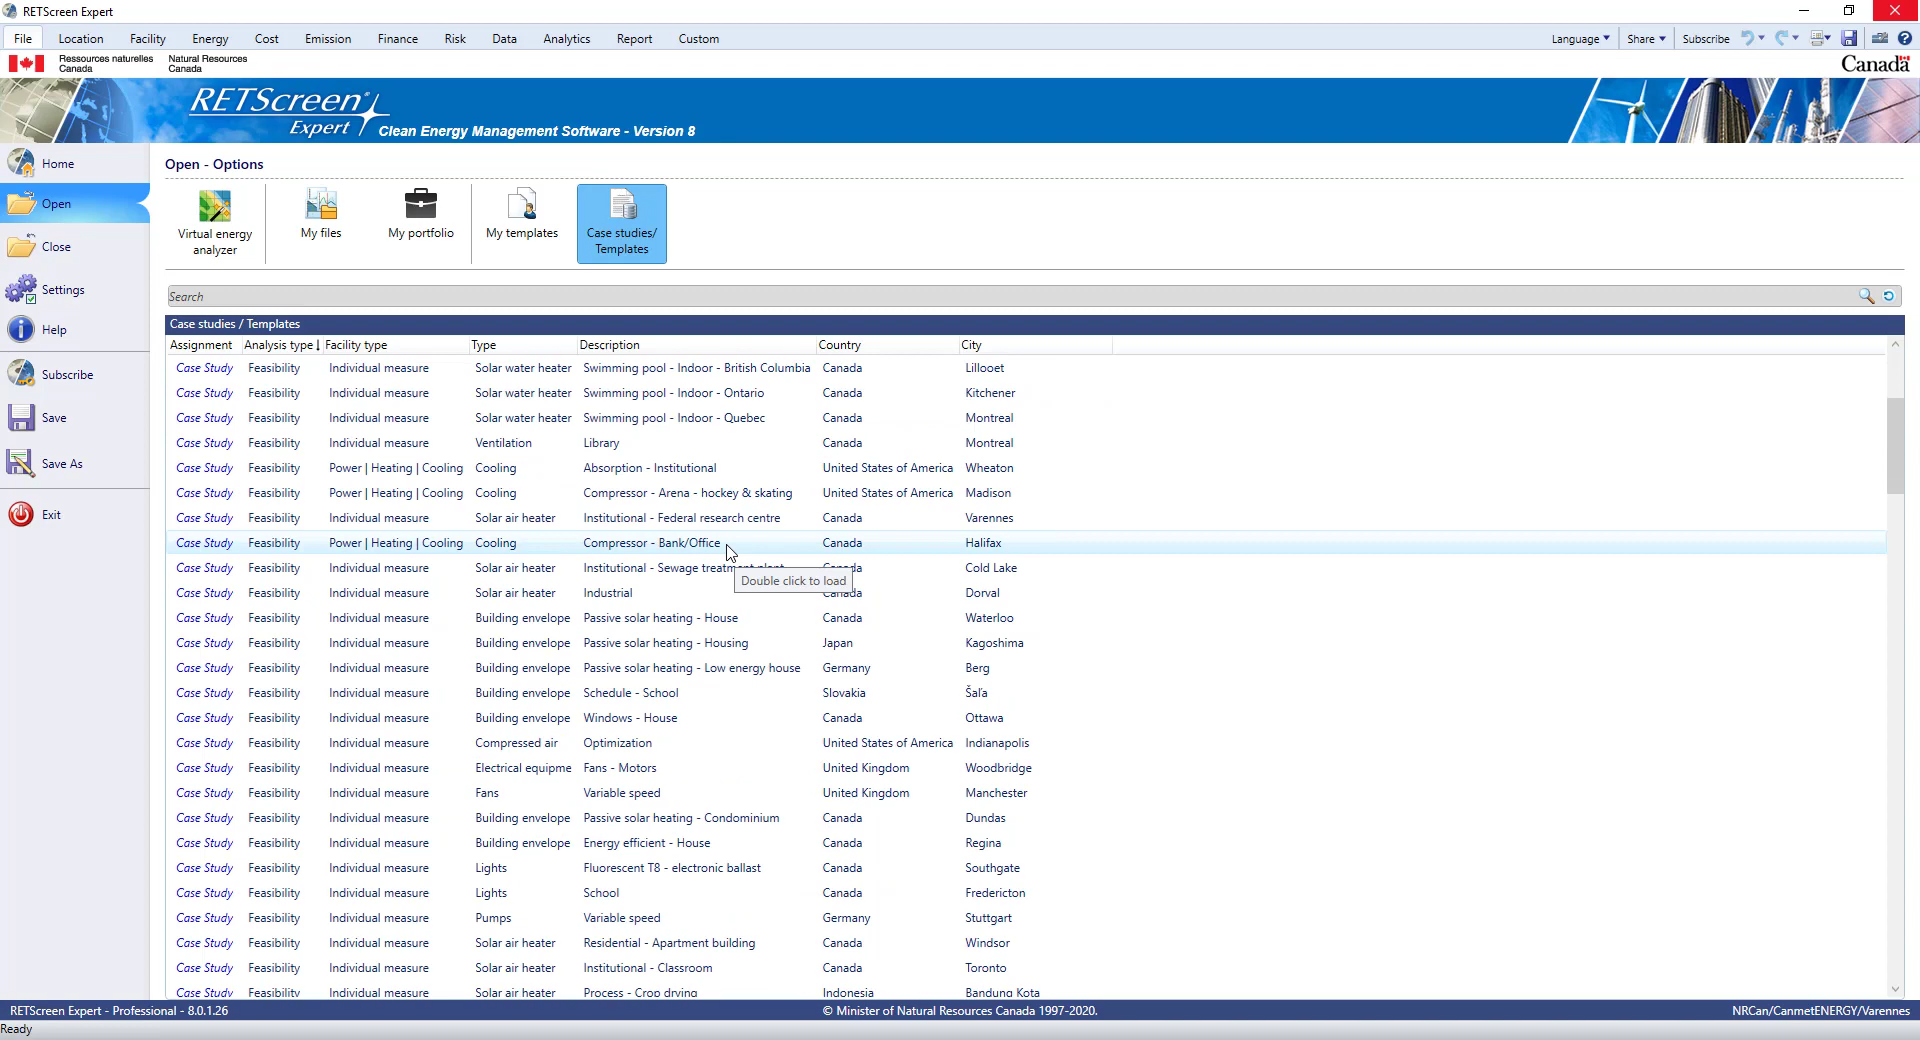 RETScreen Expert
File Location Facility Energy Cost Emission Finance Risk Data Analytics Report Custom Language Share Subscribe
Ressources naturelles Canada Natural Resources Canada Canada
RETScreen® Expert Clean Energy Management Software - Version 8
Home
Open
Close
Settings
Help
Subscribe
Save
Save As
Exit
Open - Options
Virtual energy analyzer My files My portfolio My templates Case studies/ Templates
Search
Case studies / Templates
Assignment Analysis type Facility type Type Description Country City
Case Study Feasibility Individual measure Solar water heater Swimming pool - Indoor - British Columbia Canada Lillooet
Case Study Feasibility Individual measure Solar water heater Swimming pool - Indoor - Ontario Canada Kitchener
Case Study Feasibility Individual measure Solar water heater Swimming pool - Indoor - Quebec Canada Montreal
Case Study Feasibility Individual measure Ventilation Library Canada Montreal
Case Study Feasibility Power | Heating | Cooling Cooling Absorption - Institutional United States of America Wheaton
Case Study Feasibility Power | Heating | Cooling Cooling Compressor - Arena - hockey & skating United States of America Madison
Case Study Feasibility Individual measure Solar air heater Institutional - Federal research centre Canada Varennes
Case Study Feasibility Power | Heating | Cooling Cooling Compressor - Bank/Office Canada Halifax
Case Study Feasibility Individual measure Solar air heater Institutional - Sewage Cold Lake
Double click to load
Case Study Feasibility Individual measure Solar air heater Industrial Canada Dorval
Case Study Feasibility Individual measure Building envelope Passive solar heating - House Canada Waterloo
Case Study Feasibility Individual measure Building envelope Passive solar heating - Housing Japan Kagoshima
Case Study Feasibility Individual measure Building envelope Passive solar heating - Low energy house Germany Berg
Case Study Feasibility Individual measure Building envelope Schedule - School Slovakia Šaľa
Case Study Feasibility Individual measure Building envelope Windows - House Canada Ottawa
Case Study Feasibility Individual measure Compressed air Optimization United States of America Indianapolis
Case Study Feasibility Individual measure Electrical equipme Fans - Motors United Kingdom Woodbridge
Case Study Feasibility Individual measure Fans Variable speed United Kingdom Manchester
Case Study Feasibility Individual measure Building envelope Passive solar heating - Condominium Canada Dundas
Case Study Feasibility Individual measure Building envelope Energy efficient - House Canada Regina
Case Study Feasibility Individual measure Lights Fluorescent T8 - electronic ballast Canada Southgate
Case Study Feasibility Individual measure Lights School Canada Fredericton
Case Study Feasibility Individual measure Pumps Variable speed Germany Stuttgart
Case Study Feasibility Individual measure Solar air heater Residential - Apartment building Canada Windsor
Case Study Feasibility Individual measure Solar air heater Institutional - Classroom Canada Toronto
Case Study Feasibility Individual measure Solar air heater Process - Crop drying Indonesia Bandung Kota
RETScreen Expert - Professional - 8.0.1.26 © Minister of Natural Resources Canada 1997-2020. NRCan/CanmetENERGY/Varennes
Ready